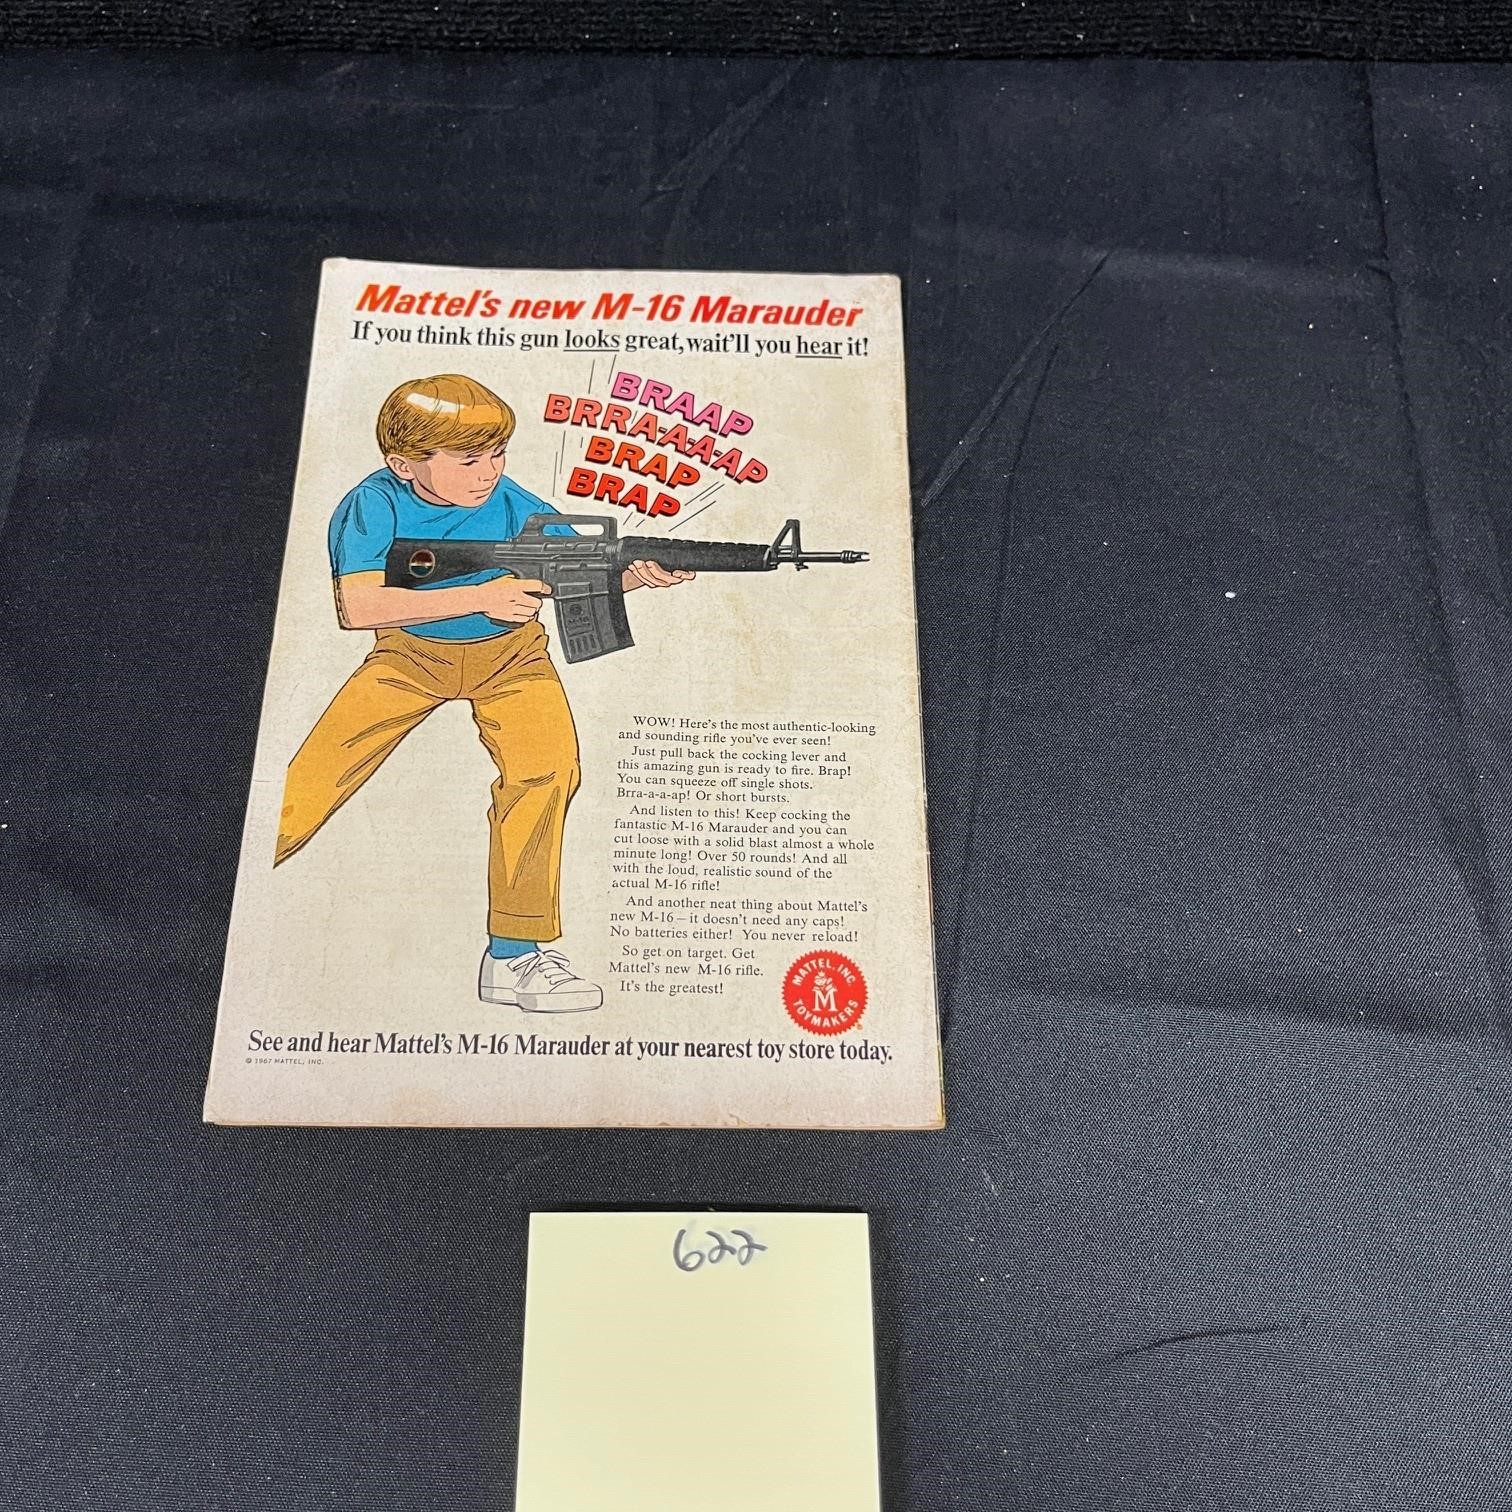 Mattel's new M-16 Marauder
If you think this gun looks great, wait'll you hear it!
BRAAP
BRRA-A-A-AP
BRAP
BRAP
M-16
WOW! Here's the most authentic-looking
and sounding rifle you've ever seen!
Just pull back the cocking lever and
this amazing gun is ready to fire. Brap!
You can squeeze off single shots.
Brra-a-a-ap! Or short bursts.
And listen to this! Keep cocking the
fantastic M-16 Marauder and you can
cut loose with a solid blast almost a whole
minute long! Over 50 rounds! And all
with the loud, realistic sound of the
actual M-16 rifle!
And another neat thing about Mattel's
new M-16 — it doesn't need any caps!
No batteries either! You never reload!
So get on target. Get
Mattel's new M-16 rifle.
It's the greatest!
MATTEL, INC.
M
TOYMAKERS
See and hear Mattel's M-16 Marauder at your nearest toy store today.
© 1967 MATTEL, INC.
622